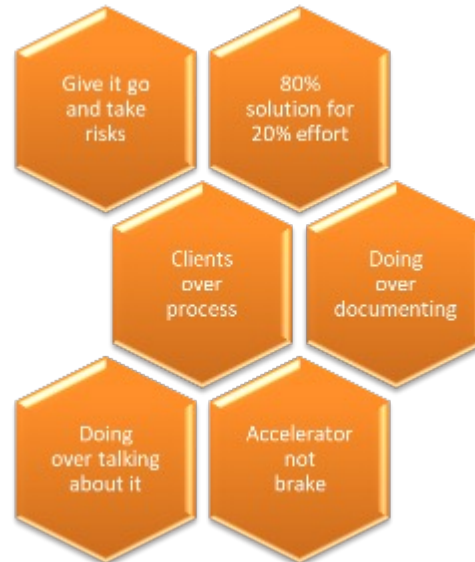 Give it go
and take
risks
80%
solution for
20% effort
Clients
over
process
Doing
over
documenting
Doing
over talking
about it
Accelerator
not
brake